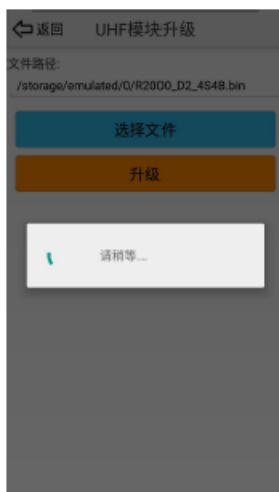 返回 UHF模块升级
文件路径:
/storage/emulated/0/R2000_D2_4S4B.bin
选择文件
升级
请稍等...